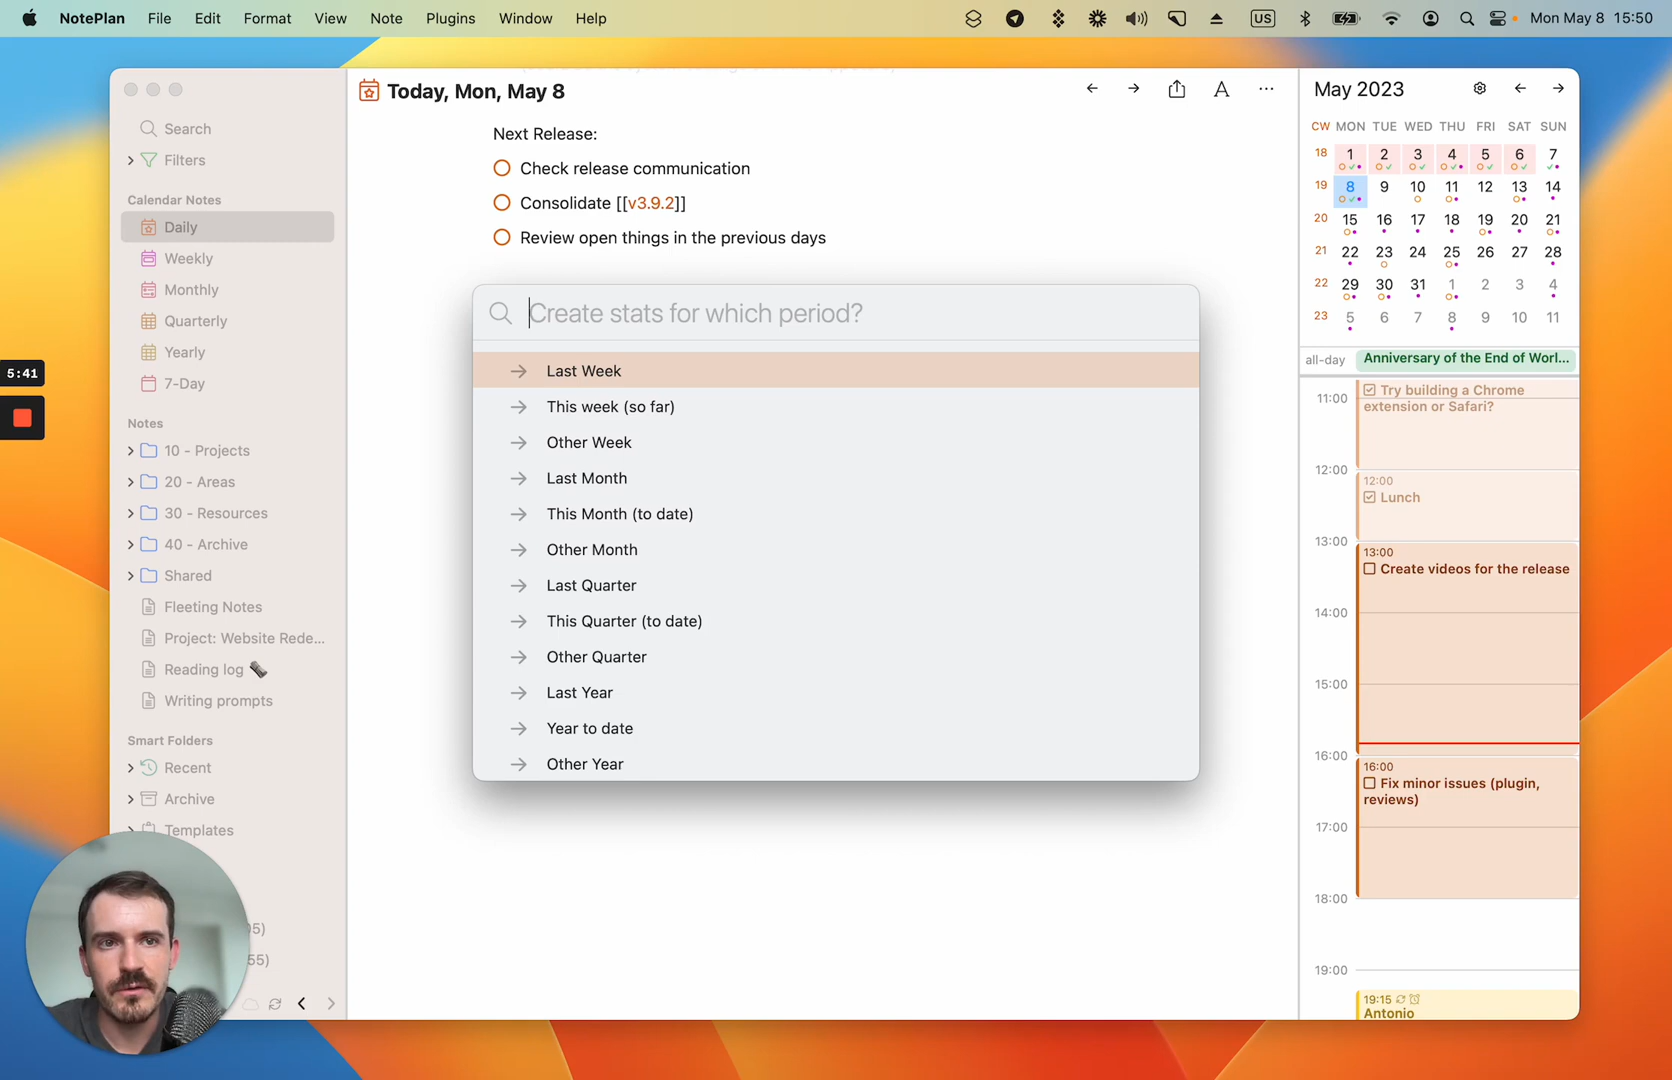 NotePlan File Edit Format View Note Plugins Window Help
US Mon May 8 15:50
Today, Mon, May 8
Search
Filters
Calendar Notes
Daily
Weekly
Monthly
Quarterly
Yearly
7-Day
5:41
Notes
10 - Projects
20 - Areas
30 - Resources
40 - Archive
Shared
Fleeting Notes
Project: Website Rede...
Reading log
Writing prompts
Smart Folders
Recent
Archive
Templates
55)
Next Release:
Check release communication
Consolidate [[v3.9.2]]
Review open things in the previous days
Create stats for which period?
Last Week
This week (so far)
Other Week
Last Month
This Month (to date)
Other Month
Last Quarter
This Quarter (to date)
Other Quarter
Last Year
Year to date
Other Year
May 2023
CW MON TUE WED THU FRI SAT SUN
18 1 2 3 4 5 6 7
19 8 9 10 11 12 13 14
20 15 16 17 18 19 20 21
21 22 23 24 25 26 27 28
22 29 30 31 1 2 3 4
23 5 6 7 8 9 10 11
all-day Anniversary of the End of Worl...
11:00 Try building a Chrome
extension or Safari?
12:00
12:00
Lunch
13:00
13:00
Create videos for the release
14:00
15:00
16:00
16:00
Fix minor issues (plugin,
reviews)
17:00
18:00
19:00
19:15
Antonio